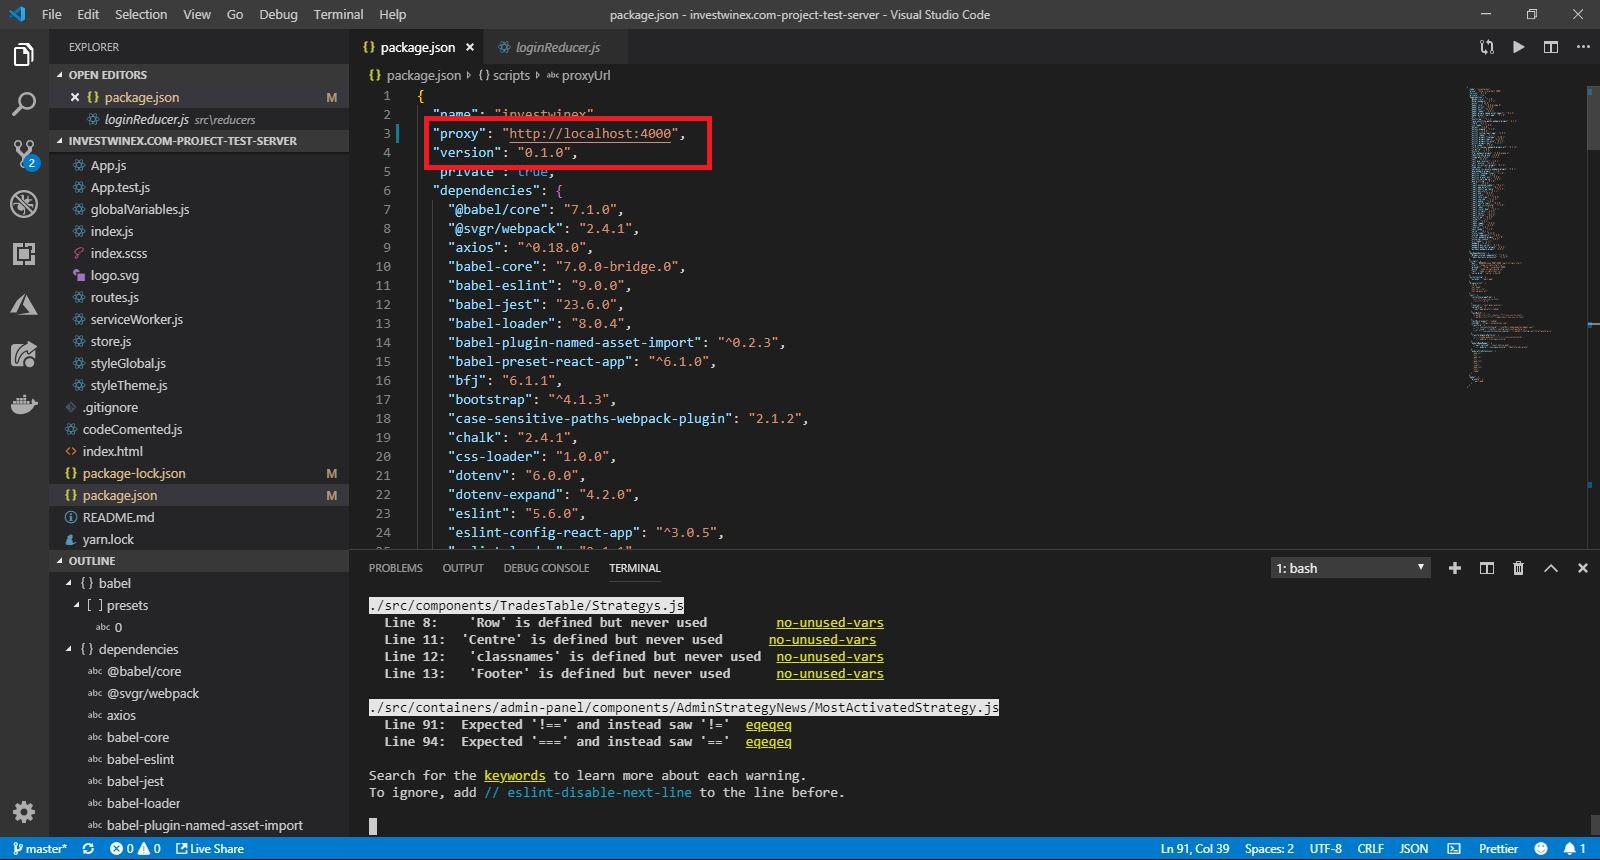 File Edit Selection View Go Debug Terminal Help
package.json - investwinex.com-project-test-server - Visual Studio Code
EXPLORER
OPEN EDITORS
package.json M
loginReducer.js src\reducers
INVESTWINEX.COM-PROJECT-TEST-SERVER
App.js
App.test.js
globalVariables.js
index.js
index.scss
logo.svg
routes.js
serviceWorker.js
store.js
styleGlobal.js
styleTheme.js
.gitignore
codeComented.js
index.html
package-lock.json M
package.json M
README.md
yarn.lock
OUTLINE
{ } babel
[ ] presets
abc 0
{ } dependencies
abc @babel/core
abc @svgr/webpack
abc axios
abc babel-core
abc babel-eslint
abc babel-jest
abc babel-loader
abc babel-plugin-named-asset-import
2
package.json
loginReducer.js
package.json { } scripts abc proxyUrl
1 {
2 "name": "investwinex"
3 "proxy": "http://localhost:4000",
4 "version": "0.1.0",
5 private : true,
6 "dependencies": {
7 "@babel/core": "7.1.0",
8 "@svgr/webpack": "2.4.1",
9 "axios": "^0.18.0",
10 "babel-core": "7.0.0-bridge.0",
11 "babel-eslint": "9.0.0",
12 "babel-jest": "23.6.0",
13 "babel-loader": "8.0.4",
14 "babel-plugin-named-asset-import": "^0.2.3",
15 "babel-preset-react-app": "^6.1.0",
16 "bfj": "6.1.1",
17 "bootstrap": "^4.1.3",
18 "case-sensitive-paths-webpack-plugin": "2.1.2",
19 "chalk": "2.4.1",
20 "css-loader": "1.0.0",
21 "dotenv": "6.0.0",
22 "dotenv-expand": "4.2.0",
23 "eslint": "5.6.0",
24 "eslint-config-react-app": "^3.0.5",
PROBLEMS OUTPUT DEBUG CONSOLE TERMINAL
1: bash
./src/components/TradesTable/Strategys.js
Line 8: 'Row' is defined but never used no-unused-vars
Line 11: 'Centre' is defined but never used no-unused-vars
Line 12: 'classnames' is defined but never used no-unused-vars
Line 13: 'Footer' is defined but never used no-unused-vars
./src/containers/admin-panel/components/AdminStrategyNews/MostActivatedStrategy.js
Line 91: Expected '!==' and instead saw '!=' eqeqeq
Line 94: Expected '===' and instead saw '==' eqeqeq
Search for the keywords to learn more about each warning.
To ignore, add // eslint-disable-next-line to the line before.
master* 0 0 Live Share
Ln 91, Col 39 Spaces: 2 UTF-8 CRLF JSON Prettier 1